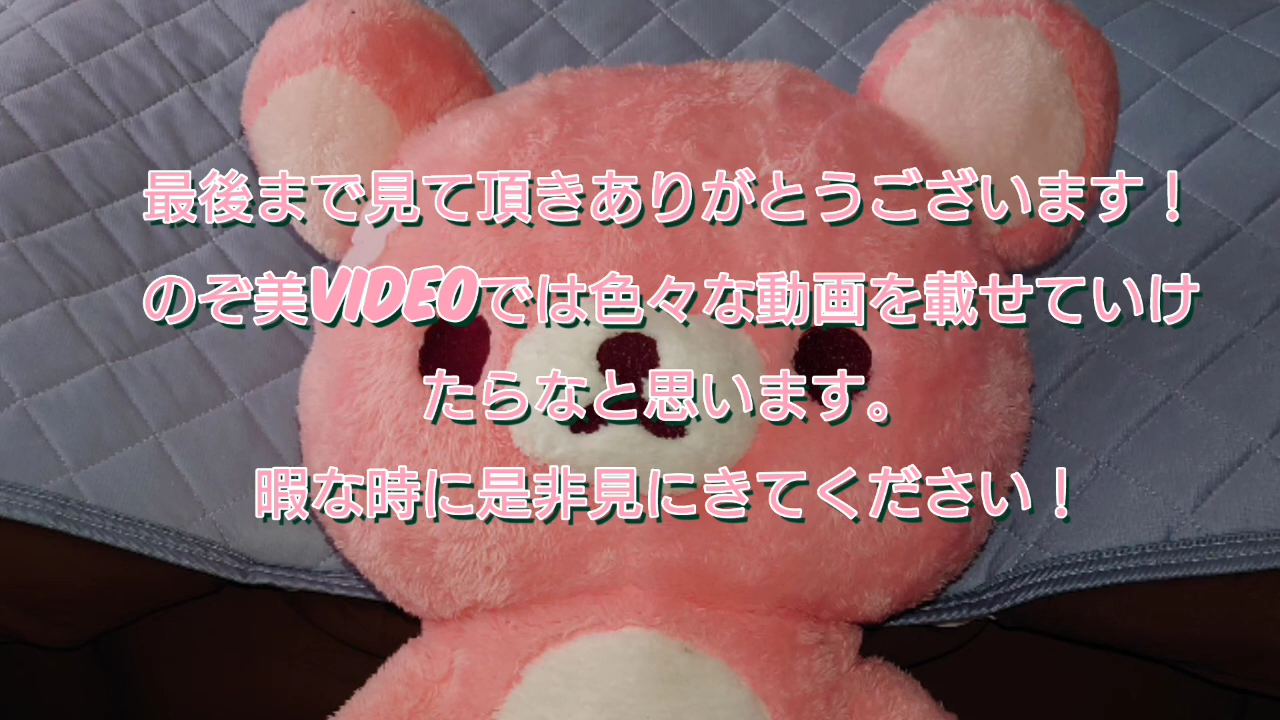 最後まで見て頂きありがとうございます！
のぞ美VIDEOでは色々な動画を載せていけ
たらなと思います。
暇な時に是非見にきてください！